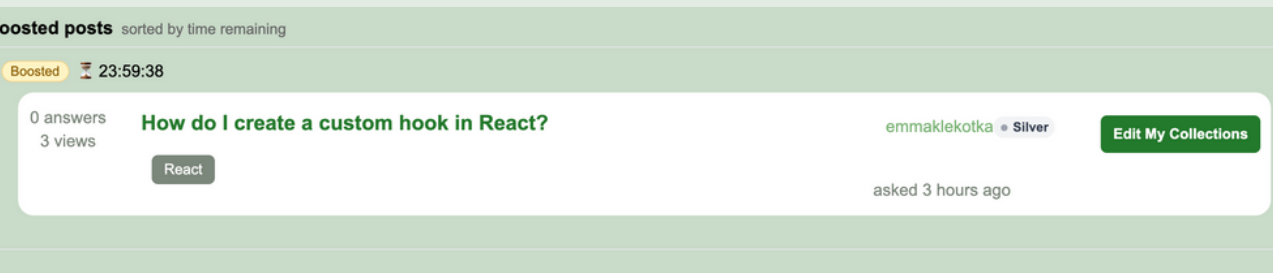 oosted posts sorted by time remaining
Boosted ⏳ 23:59:38
0 answers
3 views
How do I create a custom hook in React?
React
emmaklekotka • Silver
asked 3 hours ago
Edit My Collections